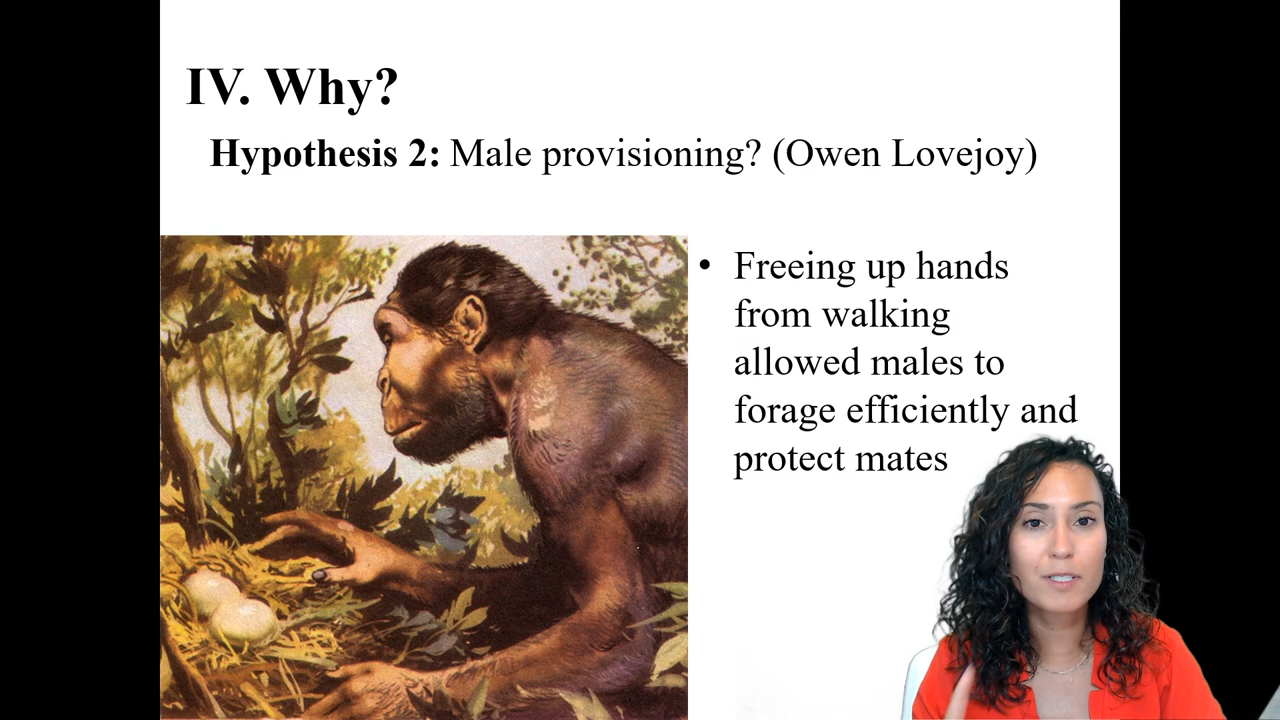 IV. Why?
Hypothesis 2: Male provisioning? (Owen Lovejoy)
• Freeing up hands
from walking
allowed males to
forage efficiently and
protect mates